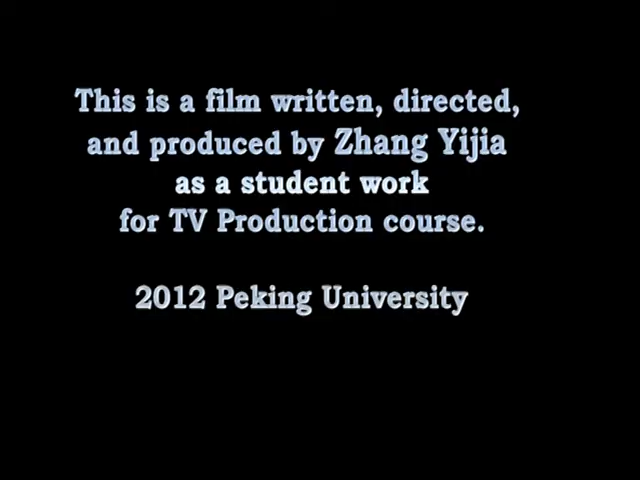 This is a film written, directed,
and produced by Zhang Yijia
as a student work
for TV Production course.
2012 Peking University